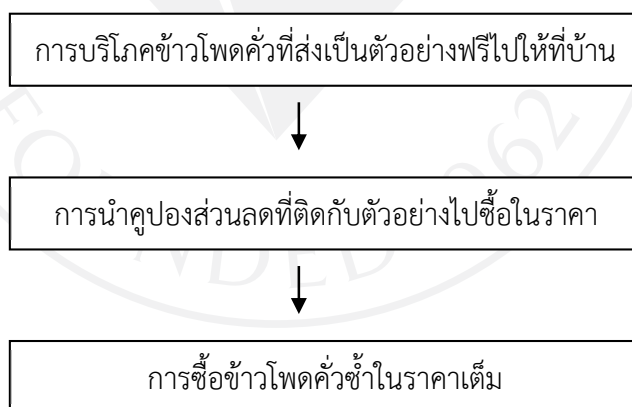 การบริโภคข้าวโพดคั่วที่ส่งเป็นตัวอย่างฟรีไปให้ที่บ้าน
การนำคูปองส่วนลดที่ติดกับตัวอย่างไปซื้อในราคา
การซื้อข้าวโพดคั่วซ้ำในราคาเต็ม